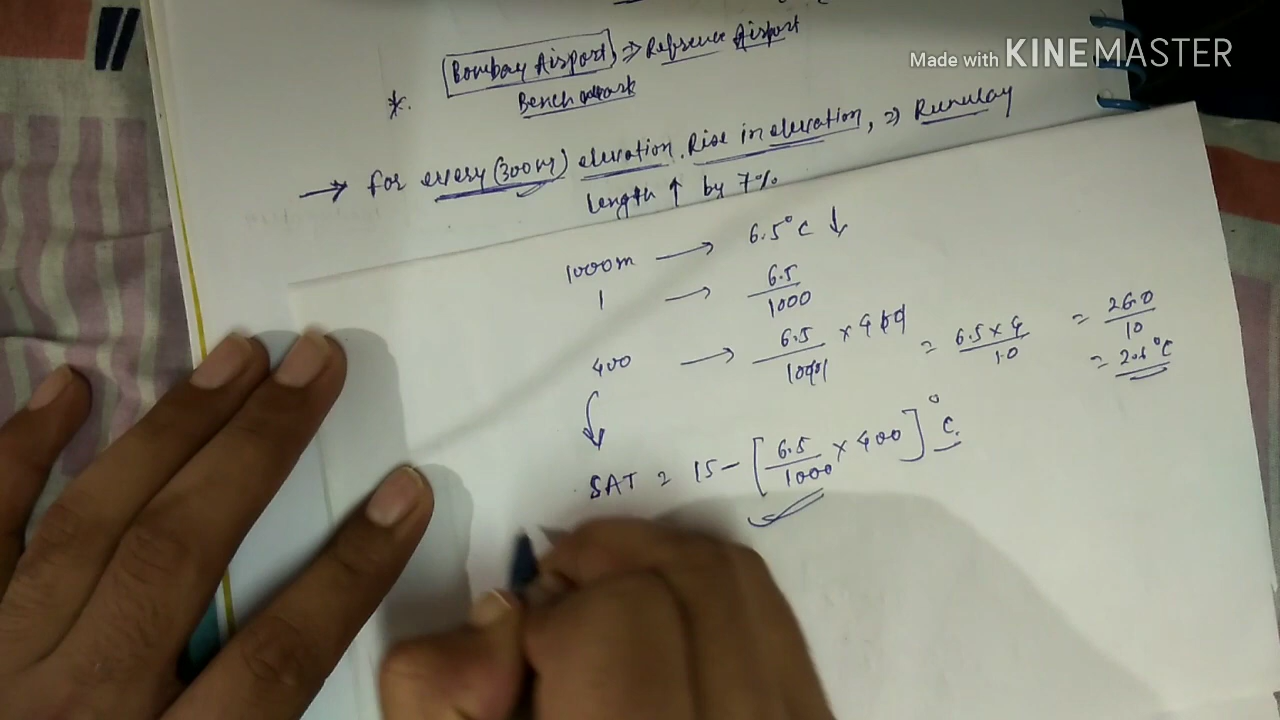 Made with KINEMASTER
*. Bombay Airport, => Refrence Airport
Bench mark
→ for every (300m) elevation. Rise in elevation, => Runway
length ↑ by 7%
1000m → 6.5°C ↓
1 → 6.5/1000
400 → 6.5/1000 × 400 = 6.5×4/10 = 26.0/10
= 2.6°C
SAT = 15 - [6.5/1000 × 400]°C.